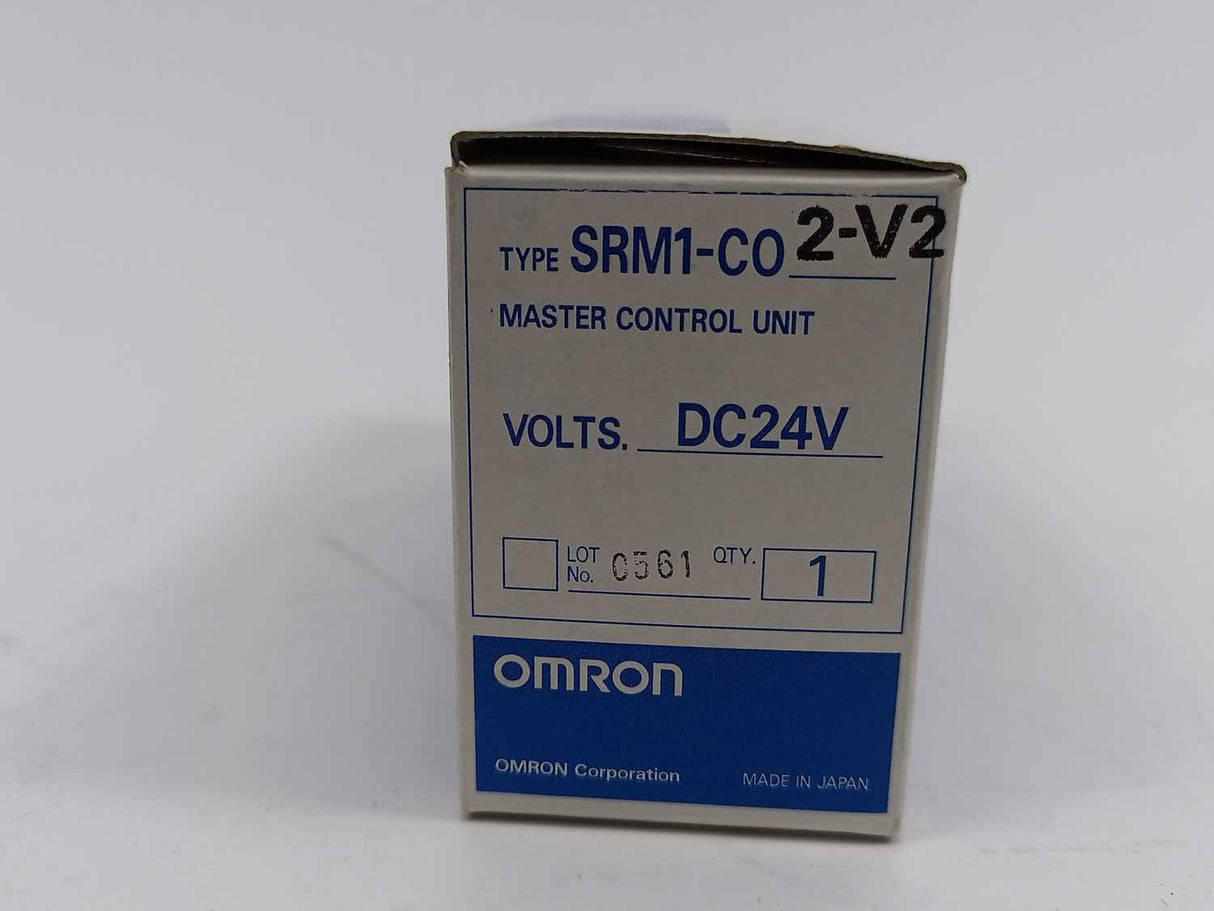 TYPE SRM1-C02-V2
MASTER CONTROL UNIT
VOLTS. DC24V
LOT No. 0561 QTY. 1
OMRON
OMRON Corporation MADE IN JAPAN